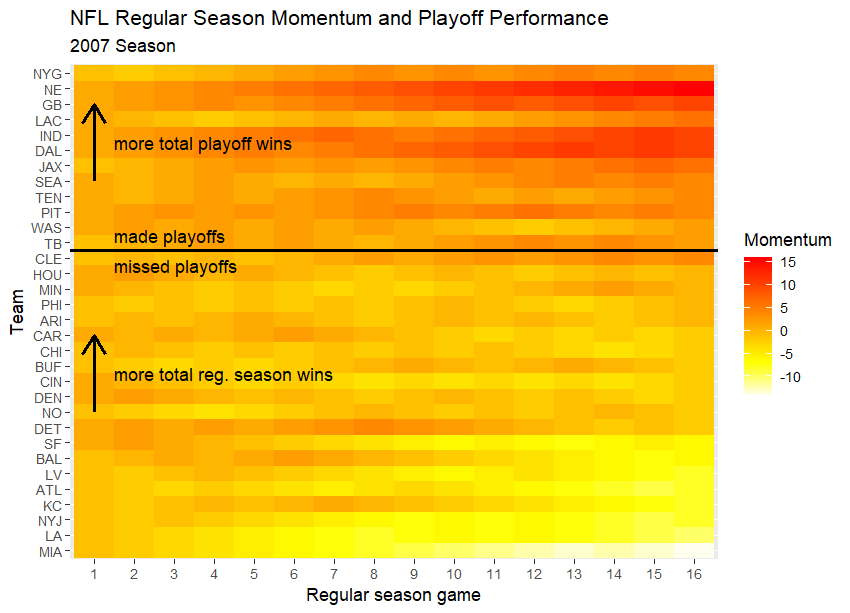 NFL Regular Season Momentum and Playoff Performance
2007 Season
NYG
NE
GB
LAC
IND
DAL
JAX
SEA
TEN
PIT
WAS
TB
CLE
HOU
MIN
PHI
ARI
CAR
CHI
BUF
CIN
DEN
NO
DET
SF
BAL
LV
ATL
KC
NYJ
LA
MIA
Team
more total playoff wins
made playoffs
missed playoffs
more total reg. season wins
1 2 3 4 5 6 7 8 9 10 11 12 13 14 15 16
Regular season game
Momentum
15
10
5
0
-5
-10